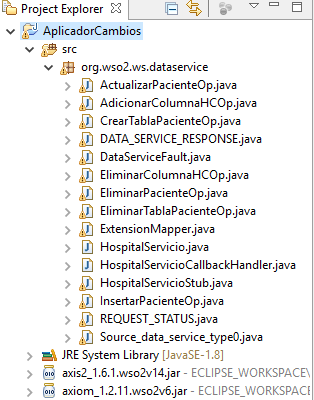 Project Explorer
AplicadorCambios
src
org.wso2.ws.dataservice
ActualizarPacienteOp.java
AdicionarColumnaHCOp.java
CrearTablaPacienteOp.java
DATA_SERVICE_RESPONSE.java
DataServiceFault.java
EliminarColumnaHCOp.java
EliminarPacienteOp.java
EliminarTablaPacienteOp.java
ExtensionMapper.java
HospitalServicio.java
HospitalServicioCallbackHandler.java
HospitalServicioStub.java
InsertarPacienteOp.java
REQUEST_STATUS.java
Source_data_service_type0.java
JRE System Library [JavaSE-1.8]
axis2_1.6.1.wso2v14.jar - ECLIPSE_WORKSPACE\
axiom_1.2.11.wso2v6.jar - ECLIPSE_WORKSPACE\